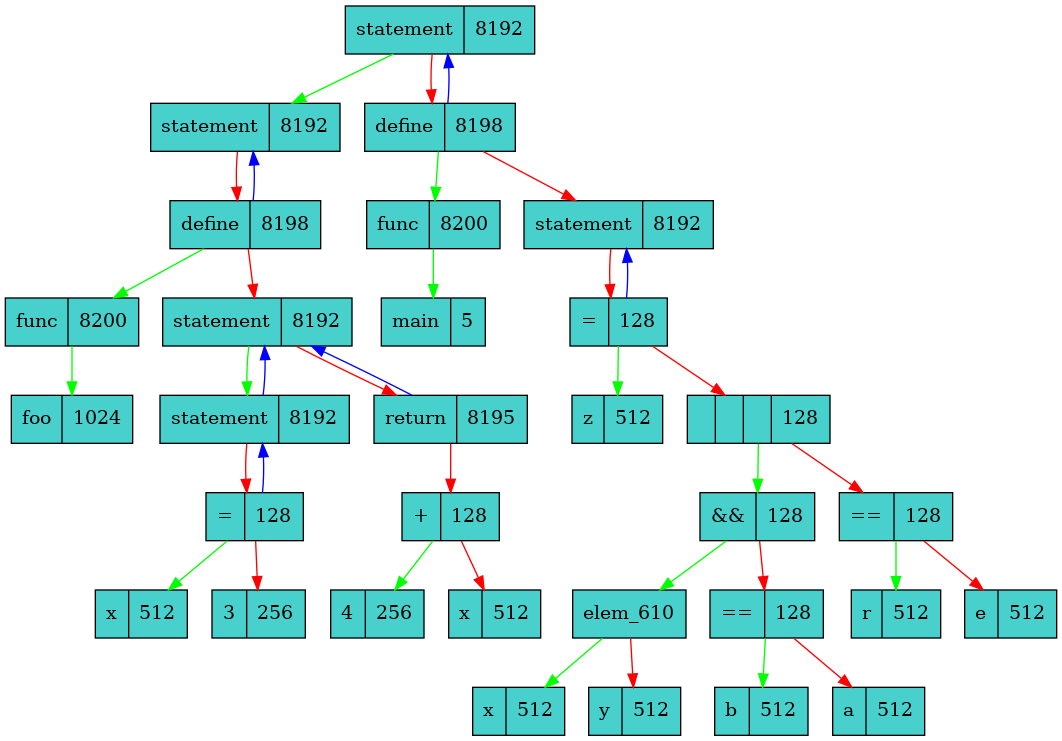 statement 8192
statement 8192
define 8198
define 8198
func 8200
statement 8192
func 8200
statement 8192
main 5
= 128
foo 1024
statement 8192
return 8195
z 512
128
= 128
+ 128
&& 128
== 128
x 512
3 256
4 256
x 512
elem_610
== 128
r 512
e 512
x 512
y 512
b 512
a 512